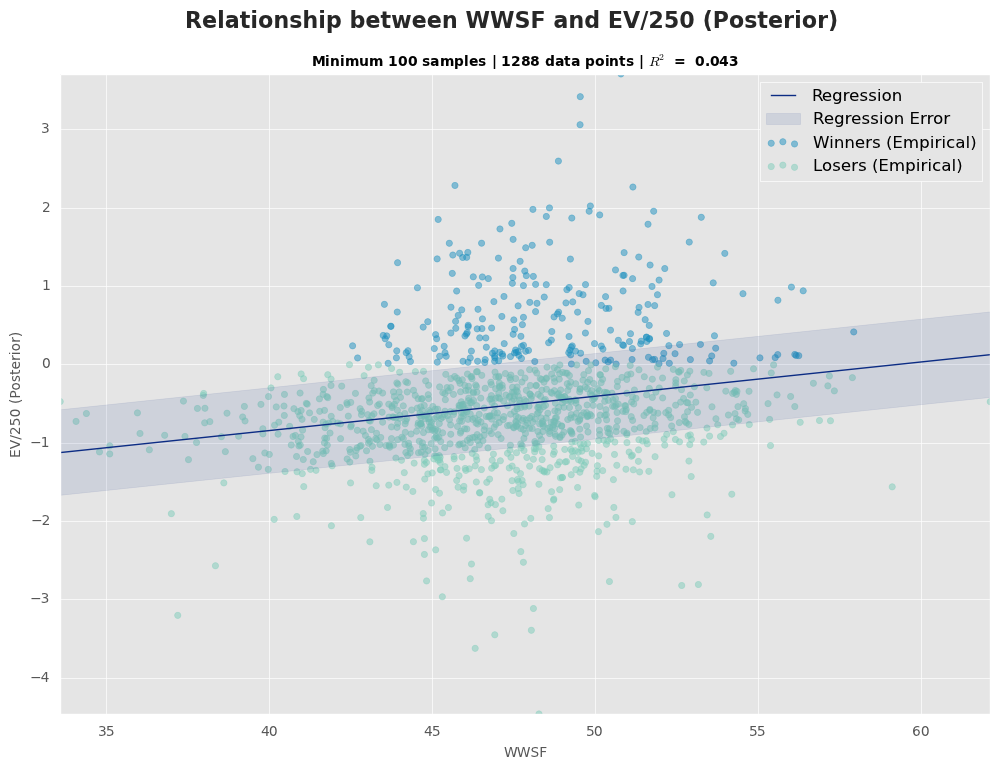 Relationship between WWSF and EV/250 (Posterior)
Minimum 100 samples | 1288 data points | R² = 0.043
Regression
Regression Error
Winners (Empirical)
Losers (Empirical)
EV/250 (Posterior)
3
2
1
0
−1
−2
−3
−4
35 40 45 50 55 60
WWSF